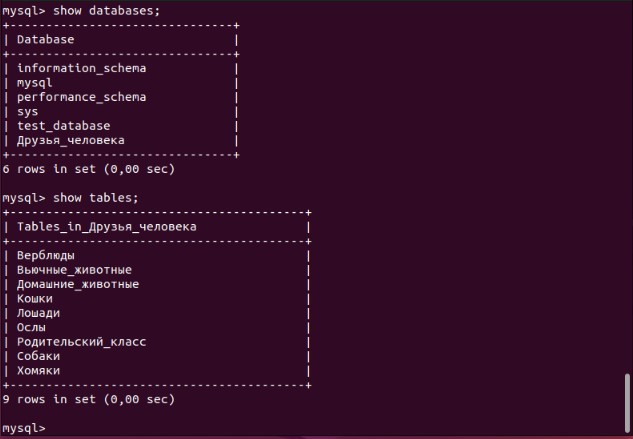 mysql> show databases;
+-------------------------------+
| Database                      |
+-------------------------------+
| information_schema            |
| mysql                         |
| performance_schema            |
| sys                           |
| test_database                 |
| Друзья_человека               |
+-------------------------------+
6 rows in set (0,00 sec)
mysql> show tables;
+-----------------------------------------+
| Tables_in_Друзья_человека               |
+-----------------------------------------+
| Верблюды                                |
| Вьючные_животные                        |
| Домашние_животные                       |
| Кошки                                   |
| Лошади                                  |
| Ослы                                    |
| Родительский_класс                      |
| Собаки                                  |
| Хомяки                                  |
+-----------------------------------------+
9 rows in set (0,00 sec)
mysql>